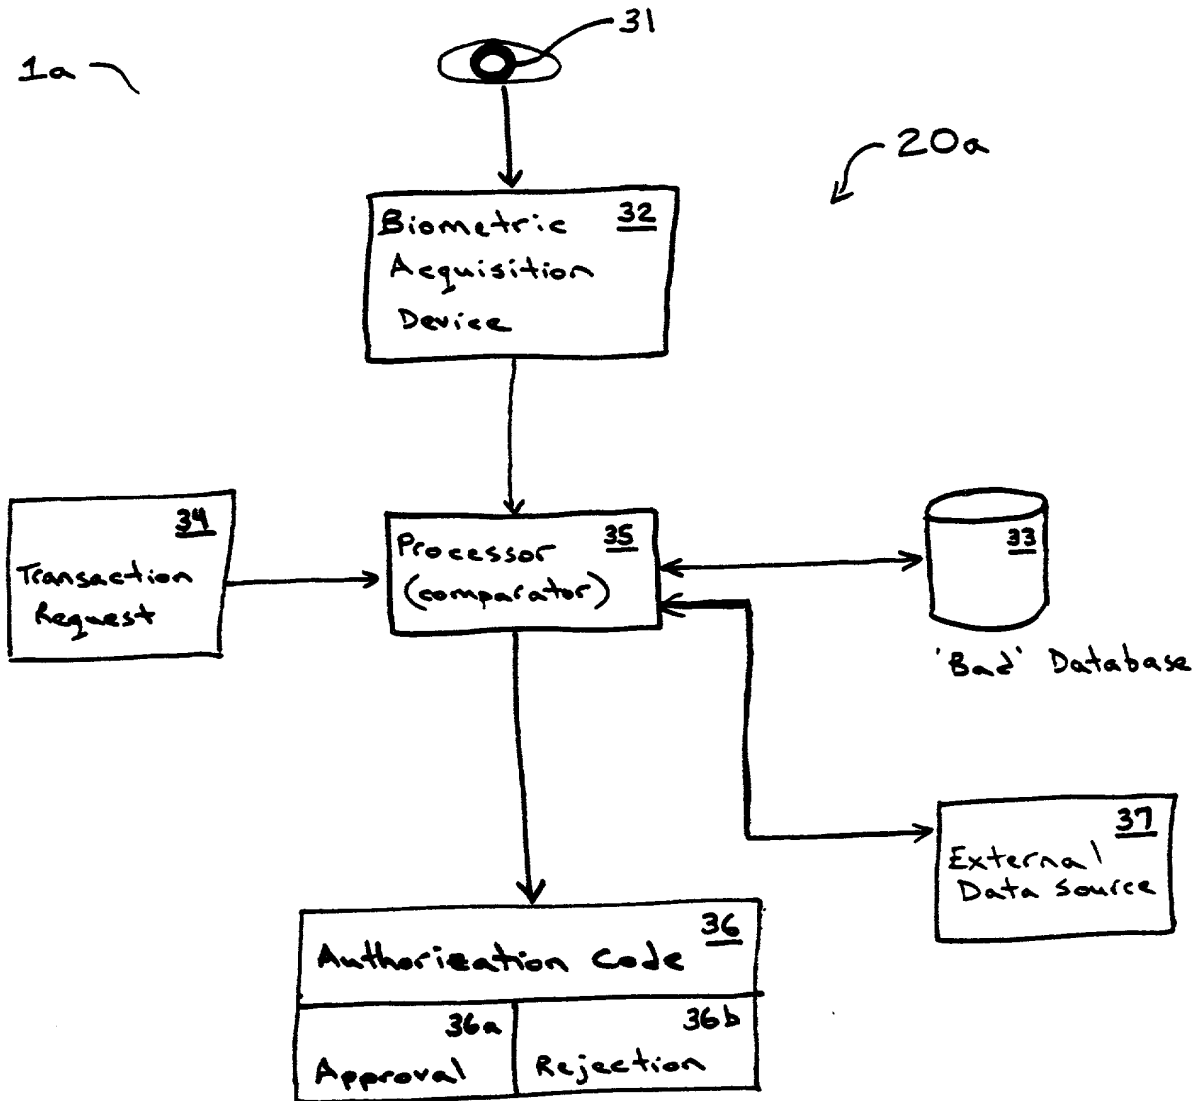 31
1a
20a
Biometric 32
Acquisition
Device
34
Transaction
Request
Processor 35
(comparator)
33
'Bad' Database
37
External
Data source
36
Authorization Code
36a
Approval
36b
Rejection